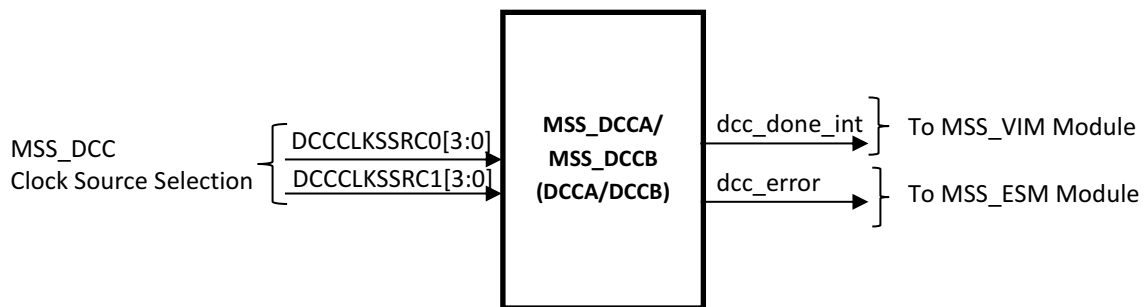 MSS_DCC
Clock Source Selection
DCCCLKSSRC0[3:0]
DCCCLKSSRC1[3:0]
MSS_DCCA/
MSS_DCCB
(DCCA/DCCB)
dcc_done_int
To MSS_VIM Module
dcc_error
To MSS_ESM Module